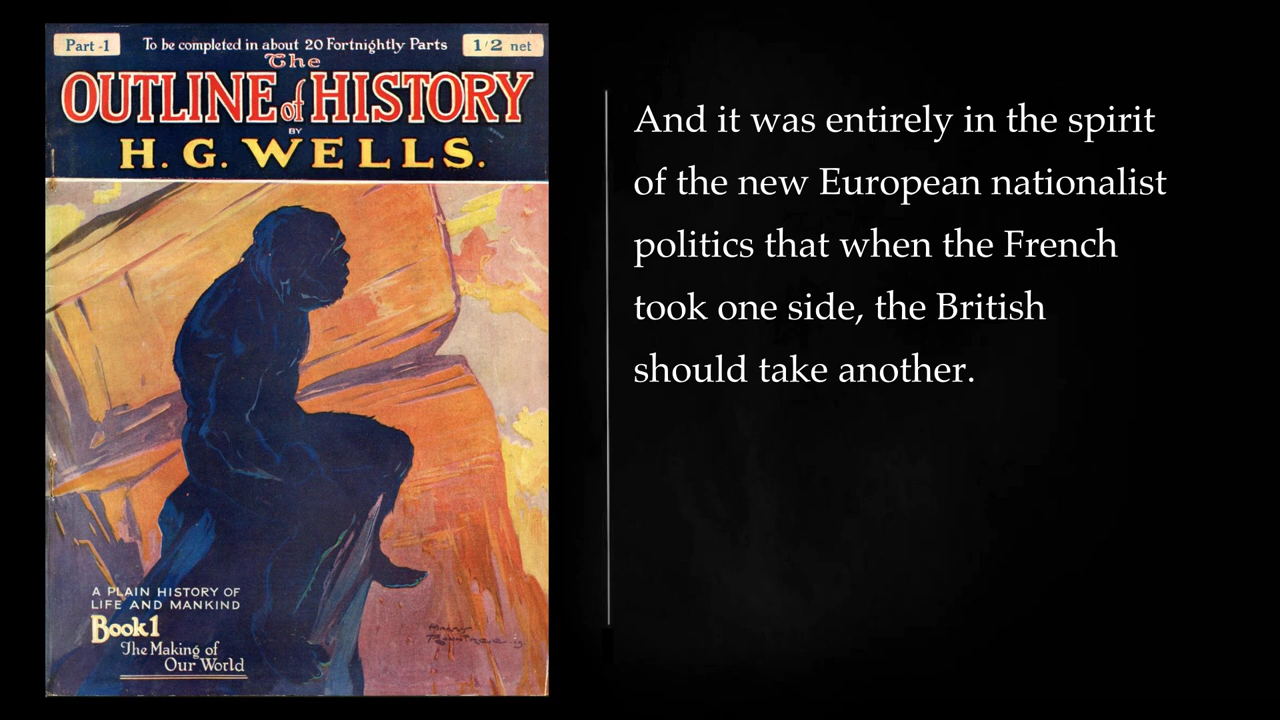 Part -1
To be completed in about 20 Fortnightly Parts
1/2 net
The
OUTLINE of HISTORY
BY
H. G. WELLS.
A PLAIN HISTORY OF
LIFE AND MANKIND
Book 1
The Making of
Our World
And it was entirely in the spirit
of the new European nationalist
politics that when the French
took one side, the British
should take another.